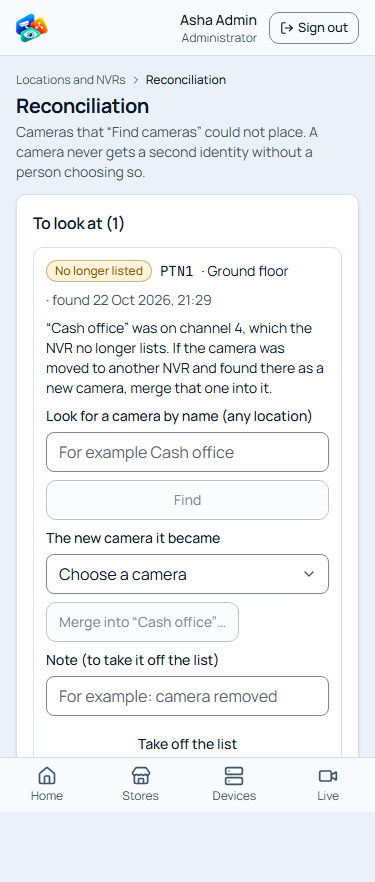 Asha Admin
Administrator
Sign out
Locations and NVRs > Reconciliation
Reconciliation
Cameras that “Find cameras” could not place. A
camera never gets a second identity without a
person choosing so.
To look at (1)
No longer listed PTN1 · Ground floor
· found 22 Oct 2026, 21:29
“Cash office” was on channel 4, which the
NVR no longer lists. If the camera was
moved to another NVR and found there as a
new camera, merge that one into it.
Look for a camera by name (any location)
For example Cash office
Find
The new camera it became
Choose a camera
Merge into “Cash office”…
Note (to take it off the list)
For example: camera removed
Take off the list
Home Stores Devices Live